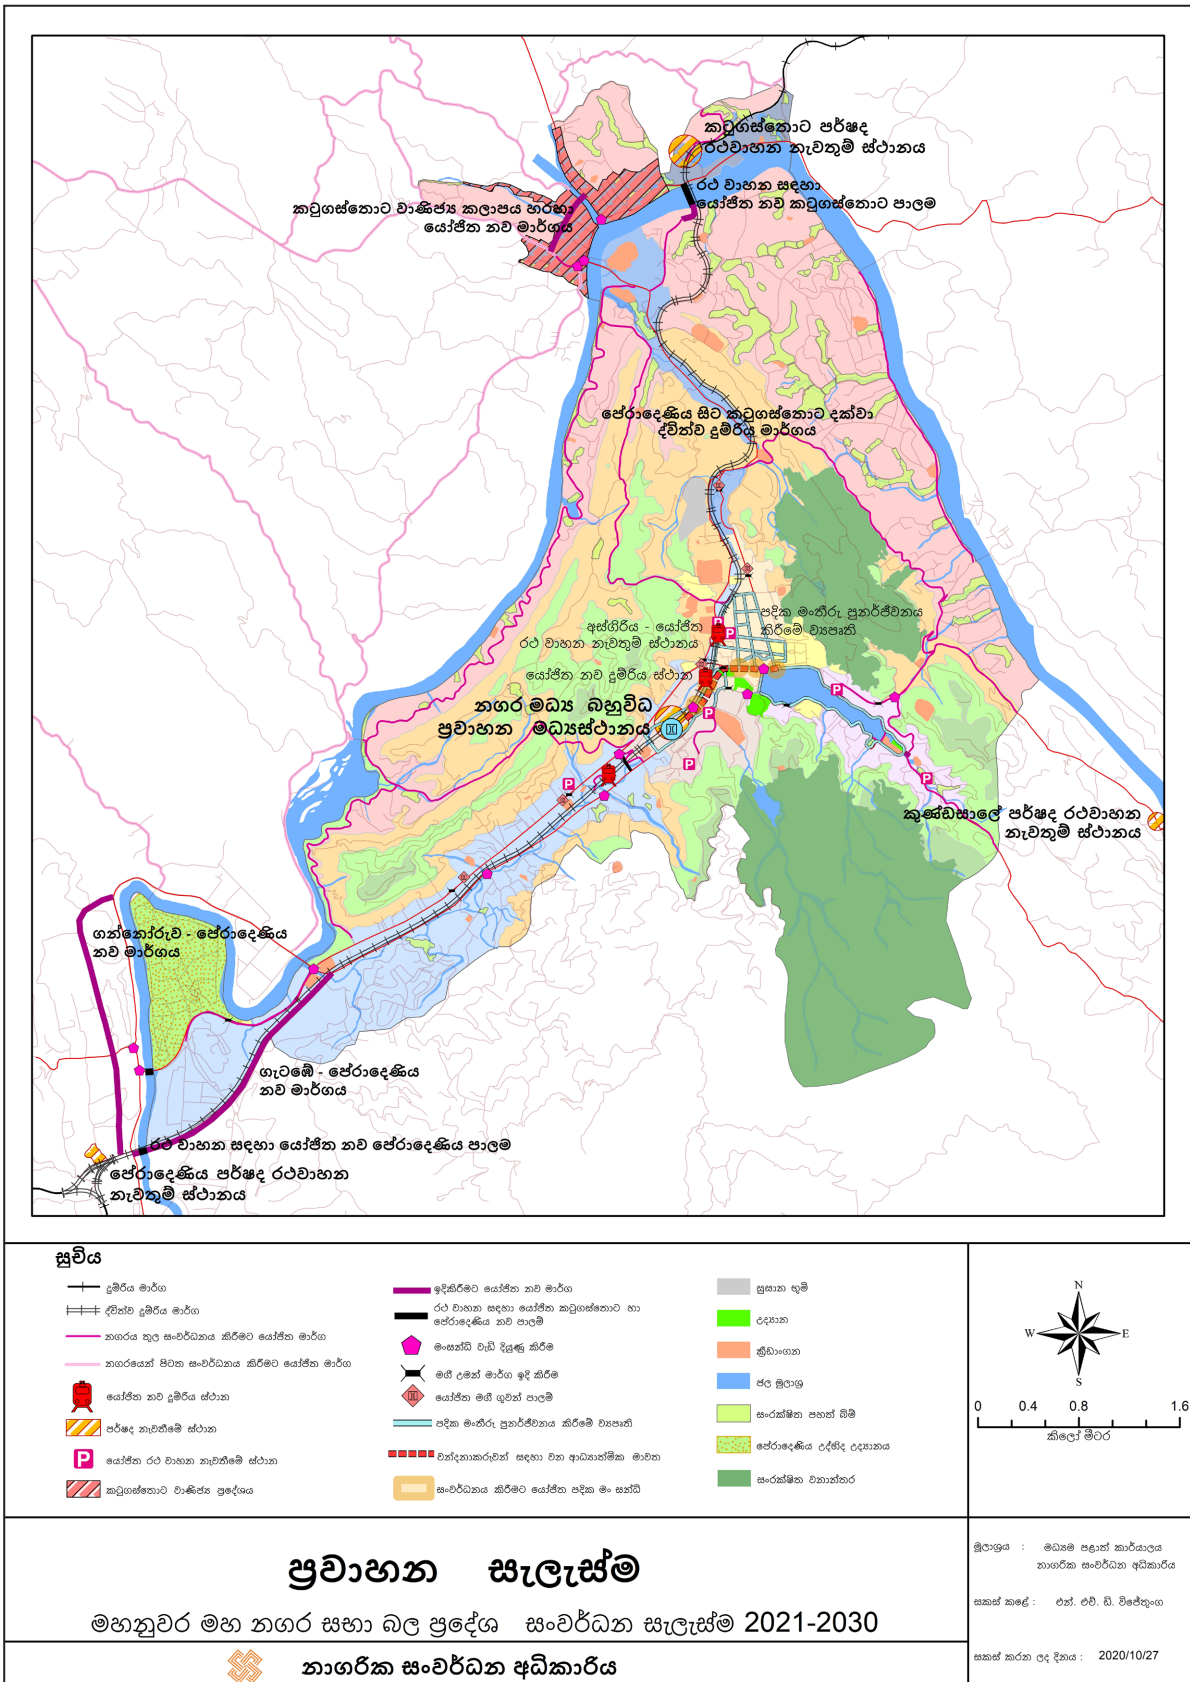 කටුගස්තොට පර්ෂද
රථවාහන නැවතුම් ස්ථානය
රථ වාහන සඳහා
යෝජිත නව කටුගස්තොට පාලම
කටුගස්තොට වාණිජ්‍ය කලාපය හරහා
යෝජිත නව මාර්ගය
පේරාදෙණිය සිට කටුගස්තොට දක්වා
ද්විත්ව දුම්රිය මාර්ගය
පදික මංතීරු පුනර්ජීවනය
කිරීමේ ව්‍යපෘති
අස්ගිරිය - යෝජිත
රථ වාහන නැවතුම් ස්ථානය
P
P
යෝජිත නව දුම්රිය ස්ථාන
නගර මධ්‍ය බහුවිධ
ප්‍රවාහන මධ්‍යස්ථානය
P
P
P
P
P
කුණ්ඩසාලේ පර්ෂද රථවාහන
නැවතුම් ස්ථානය
ගන්නෝරුව - පේරාදෙණිය
නව මාර්ගය
ගැටඹේ - පේරාදෙණිය
නව මාර්ගය
රථ වාහන සඳහා යෝජිත නව පේරාදෙණිය පාලම
පේරාදෙණිය පර්ෂද රථවාහන
නැවතුම් ස්ථානය
සූචිය
දුම්රිය මාර්ග
ද්විත්ව දුම්රිය මාර්ග
නගරය තුල සංවර්ධනය කිරීමට යෝජිත මාර්ග
නගරයෙන් පිටත සංවර්ධනය කිරීමට යෝජිත මාර්ග
යෝජිත නව දුම්රිය ස්ථාන
පර්ෂද නැවතීමේ ස්ථාන
P යෝජිත රථ වාහන නැවතීමේ ස්ථාන
කටුගස්තොට වාණිජ්‍ය ප්‍රදේශය
ඉදිකිරීමට යෝජිත නව මාර්ග
රථ වාහන සඳහා යෝජිත කටුගස්තොට හා
පේරාදෙණිය නව පාලම්
මංසන්ධි වැඩි දියුණු කිරීම
මගී උමන් මාර්ග ඉදි කිරීම
යෝජිත මගී ගුවන් පාලම්
පදික මංතීරු පුනර්ජීවනය කිරීමේ ව්‍යපෘති
වන්දනාකරුවන් සඳහා වන ආධ්‍යාත්මික මාවත
සංවර්ධනය කිරීමට යෝජිත පදික මං සන්ධි
සුසාන භූමි
උද්‍යාන
ක්‍රීඩාංගන
ජල මූලාශ්‍ර
සංරක්ෂිත පහත් බිම්
පේරාදෙණිය උද්භිද උද්‍යානය
සංරක්ෂිත වනාන්තර
N
W E
S
0 0.4 0.8 1.6
කිලෝ මීටර
ප්‍රවාහන සැලැස්ම
මහනුවර මහ නගර සභා බල ප්‍රදේශ සංවර්ධන සැලැස්ම 2021-2030
නාගරික සංවර්ධන අධිකාරිය
මූලාශ්‍රය : මධ්‍යම පළාත් කාර්යාලය
නාගරික සංවර්ධන අධිකාරිය
සකස් කළේ : එන්. එච්. ඩී. විජේතුංග
සකස් කරන ලද දිනය : 2020/10/27